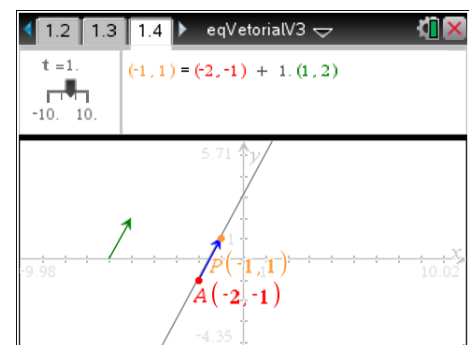 1.2 1.3 1.4 eqVetorialV3
t =1.
-10. 10.
(-1,1)=(-2,-1) + 1.(1,2)
5.71 y
1
-9.98 P(-1,1) 1 x 10.02
A(-2,-1)
-4.35